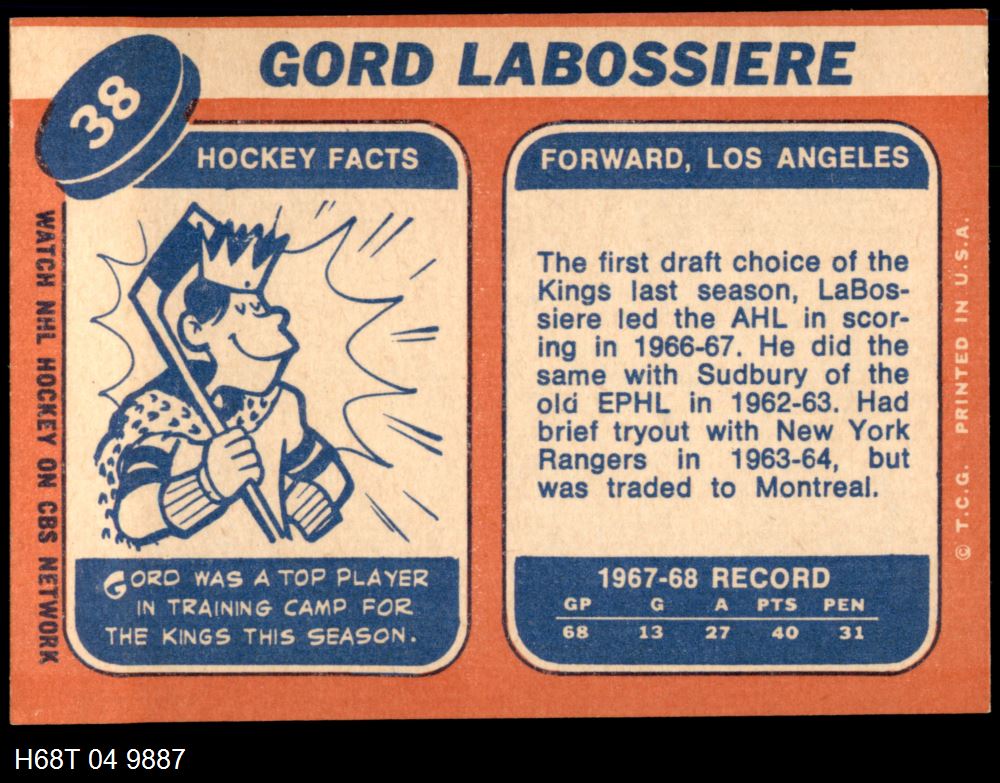 38
GORD LABOSSIERE
HOCKEY FACTS
GORD WAS A TOP PLAYER
IN TRAINING CAMP FOR
THE KINGS THIS SEASON.
WATCH NHL HOCKEY ON CBS NETWORK
FORWARD, LOS ANGELES
The first draft choice of the
Kings last season, LaBos-
siere led the AHL in scor-
ing in 1966-67. He did the
same with Sudbury of the
old EPHL in 1962-63. Had
brief tryout with New York
Rangers in 1963-64, but
was traded to Montreal.
1967-68 RECORD
GP G A PTS PEN
68 13 27 40 31
© T.C.G. PRINTED IN U.S.A.
H68T 04 9887